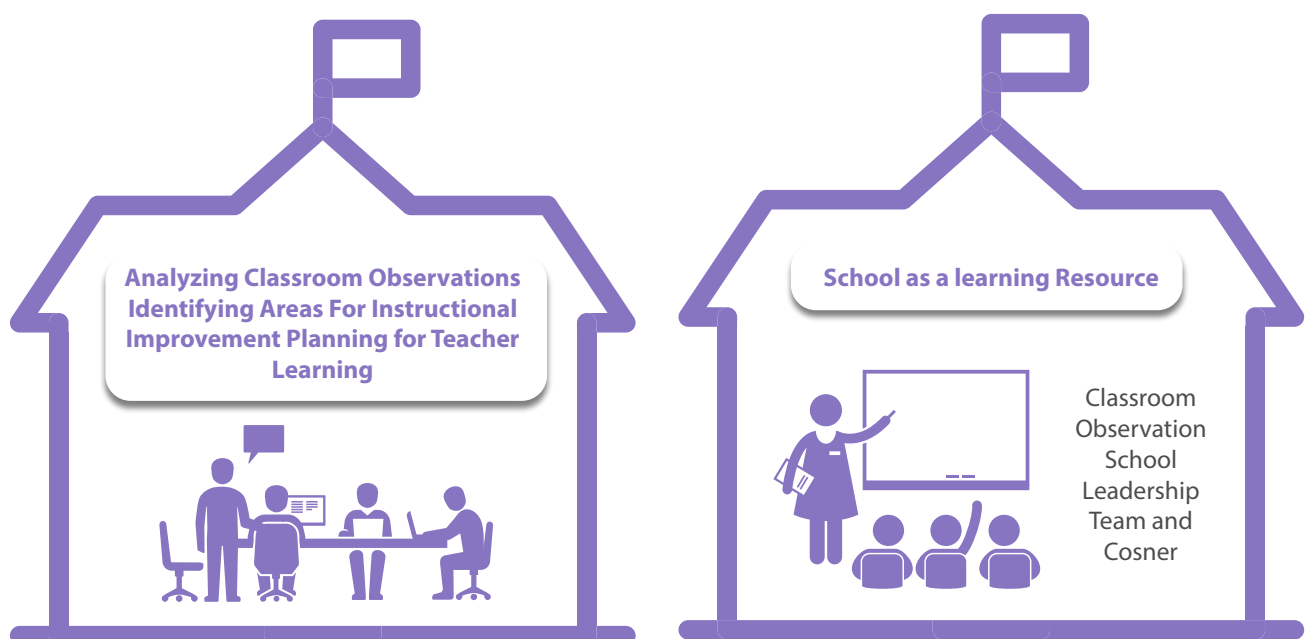 Analyzing Classroom Observations
Identifying Areas For Instructional
Improvement Planning for Teacher
Learning
School as a learning Resource
Classroom
Observation
School
Leadership
Team and
Cosner